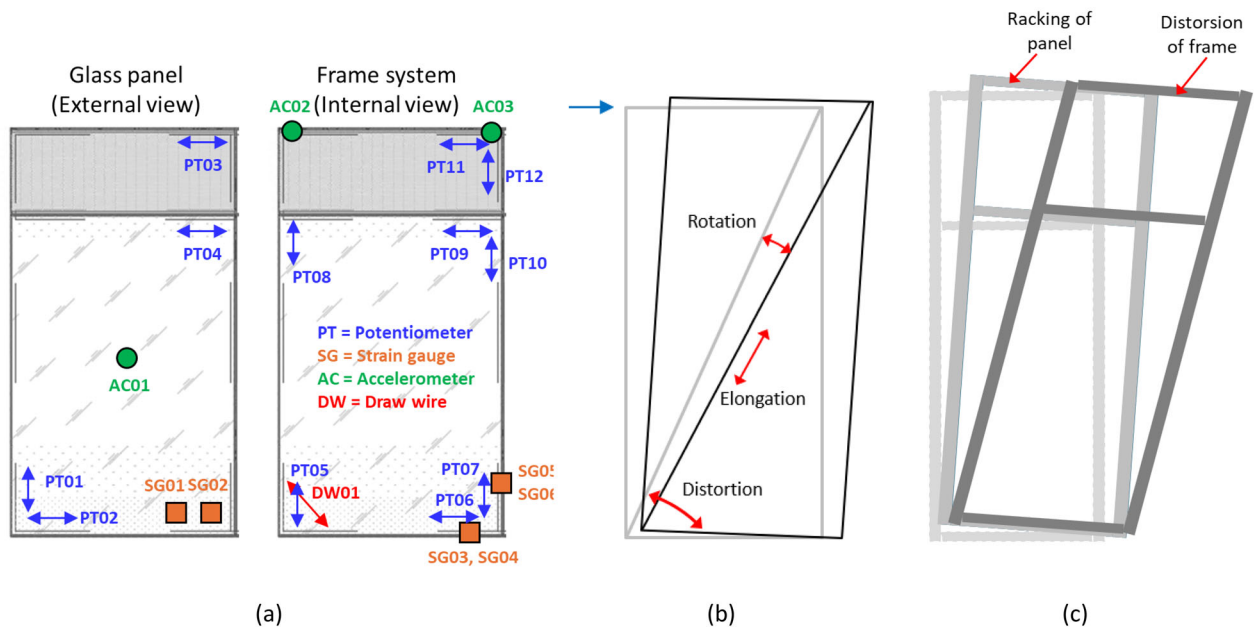 Glass panel
(External view)
Frame system
(Internal view)
AC02
AC03
PT03
PT11
PT12
PT04
PT08
PT09
PT10
PT = Potentiometer
SG = Strain gauge
AC = Accelerometer
DW = Draw wire
AC01
PT01
PT02
SG01 SG02
PT05
DW01
PT07
PT06
SG05
SG06
SG03, SG04
(a)
Rotation
Elongation
Distortion
(b)
Racking of
panel
Distorsion
of frame
(c)